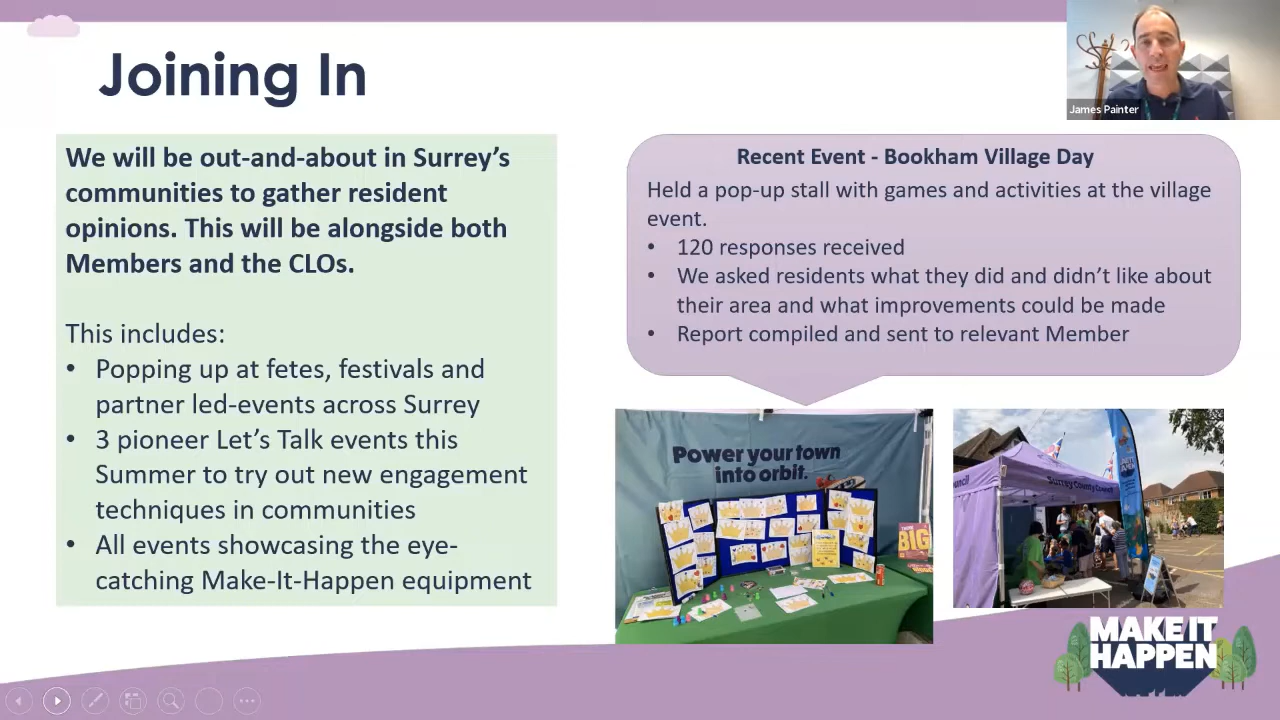 Joining In
James Painter
We will be out-and-about in Surrey's
communities to gather resident
opinions. This will be alongside both
Members and the CLOs.
This includes:
• Popping up at fetes, festivals and
partner led-events across Surrey
• 3 pioneer Let's Talk events this
Summer to try out new engagement
techniques in communities
• All events showcasing the eye-
catching Make-It-Happen equipment
Recent Event - Bookham Village Day
Held a pop-up stall with games and activities at the village
event.
• 120 responses received
• We asked residents what they did and didn't like about
their area and what improvements could be made
• Report compiled and sent to relevant Member
Power your town
into orbit.
BIG
Surrey County Council
MAKE IT
HAPPEN